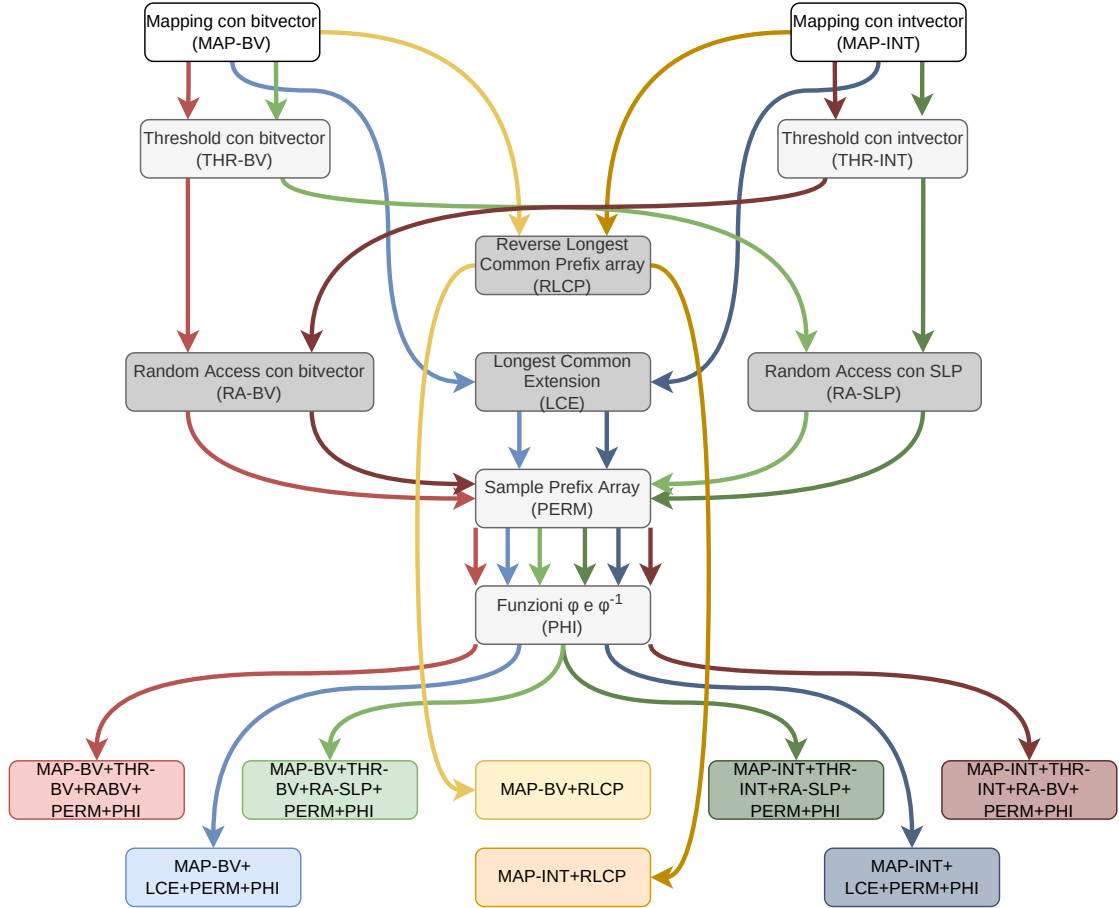 Mapping con bitvector
(MAP-BV)
Mapping con intvector
(MAP-INT)
Threshold con bitvector
(THR-BV)
Threshold con intvector
(THR-INT)
Reverse Longest
Common Prefix array
(RLCP)
Random Access con bitvector
(RA-BV)
Longest Common
Extension
(LCE)
Random Access con SLP
(RA-SLP)
Sample Prefix Array
(PERM)
Funzioni φ e φ⁻¹
(PHI)
MAP-BV+THR-
BV+RABV+
PERM+PHI
MAP-BV+THR-
BV+RA-SLP+
PERM+PHI
MAP-BV+RLCP
MAP-INT+THR-
INT+RA-SLP+
PERM+PHI
MAP-INT+THR-
INT+RA-BV+
PERM+PHI
MAP-BV+
LCE+PERM+PHI
MAP-INT+RLCP
MAP-INT+
LCE+PERM+PHI